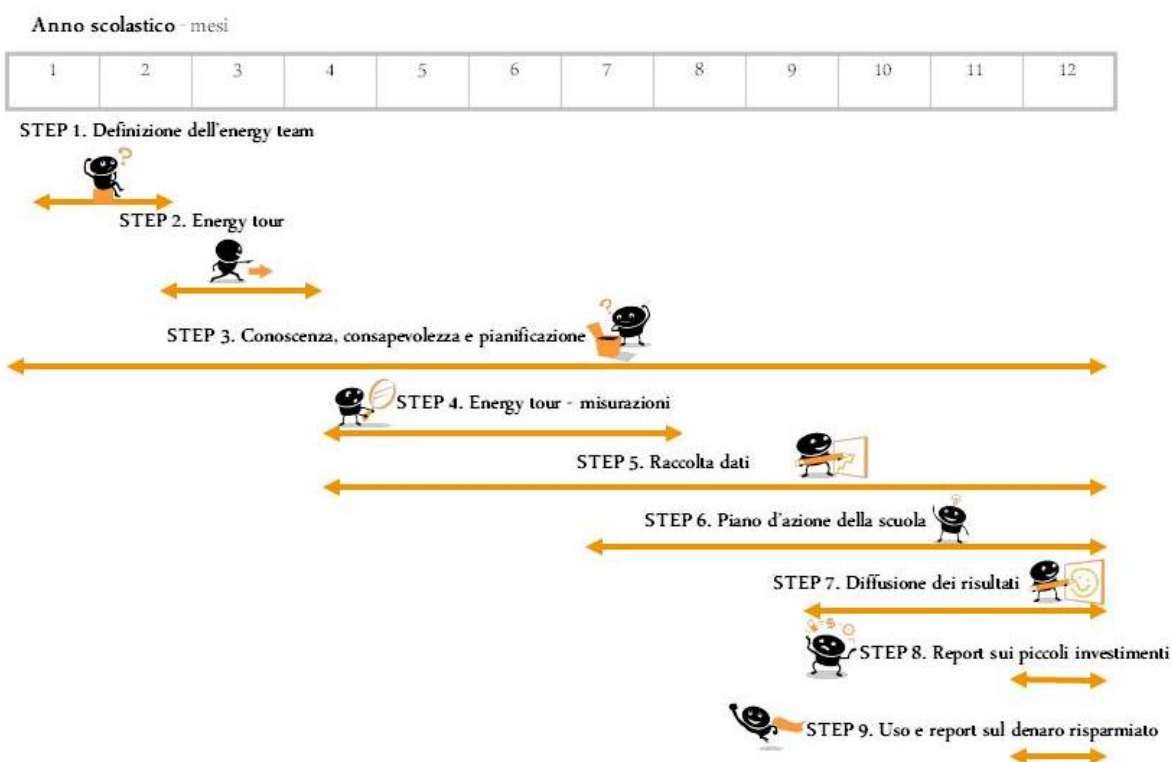 Anno scolastico - mesi
1 2 3 4 5 6 7 8 9 10 11 12
STEP 1. Definizione dell'energy team
STEP 2. Energy tour
STEP 3. Conoscenza, consapevolezza e pianificazione
STEP 4. Energy tour - misurazioni
STEP 5. Raccolta dati
STEP 6. Piano d'azione della scuola
STEP 7. Diffusione dei risultati
STEP 8. Report sui piccoli investimenti
STEP 9. Uso e report sul denaro risparmiato